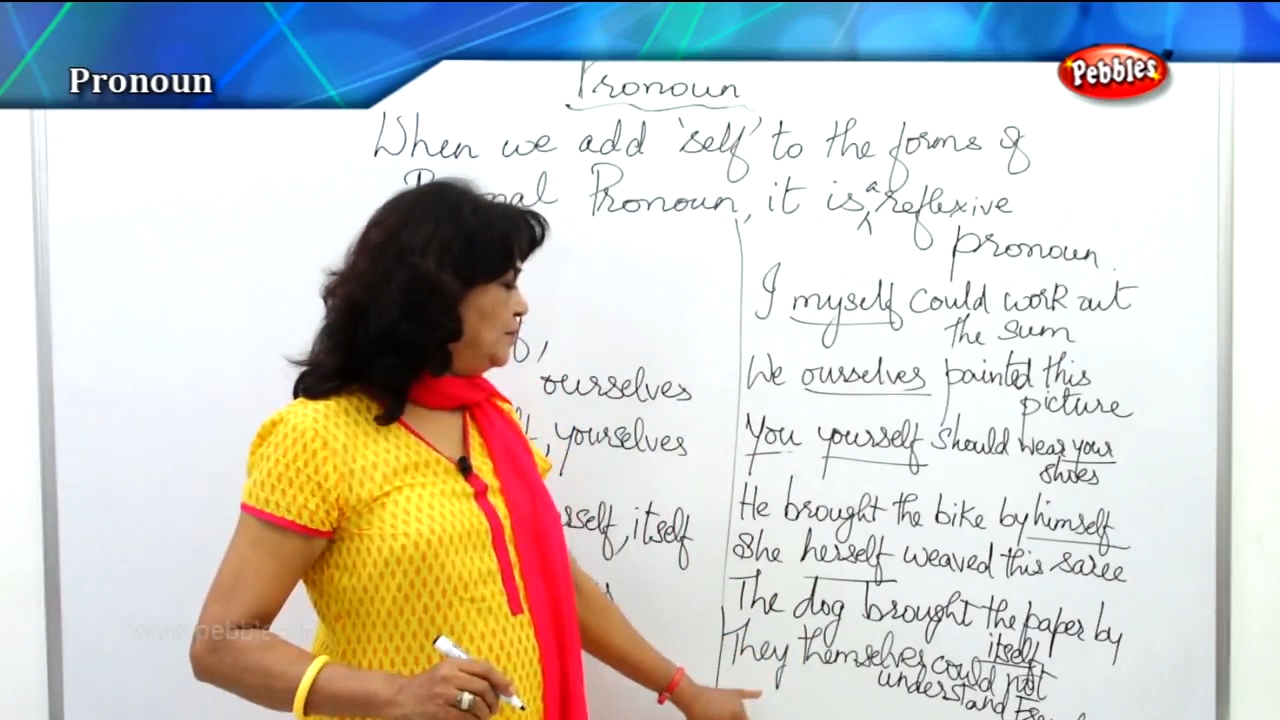 Pronoun
Pebbles
Pronoun
When we add 'self' to the forms of
Pronoun, it is a reflexive
pronoun.
I myself could work out
the sum
ourselves
We ourselves painted this
picture
yourselves
You yourself should wear your
shoes
itself
He brought the bike by himself
She herself weaved this saree
The dog brought the paper by
itself
They themselves could not
understand